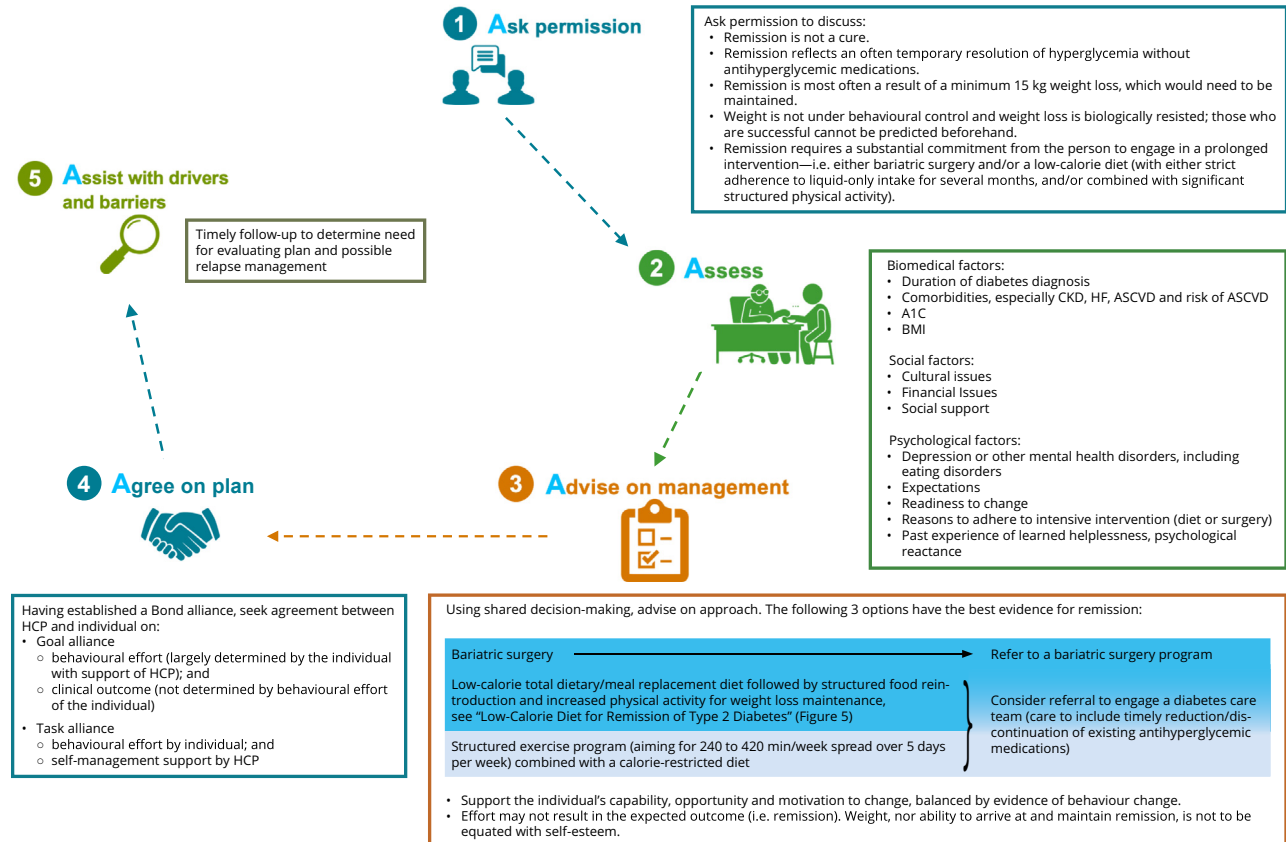 1 Ask permission
Ask permission to discuss:
• Remission is not a cure.
• Remission reflects an often temporary resolution of hyperglycemia without
antihyperglycemic medications.
• Remission is most often a result of a minimum 15 kg weight loss, which would need to be
maintained.
• Weight is not under behavioural control and weight loss is biologically resisted; those who
are successful cannot be predicted beforehand.
• Remission requires a substantial commitment from the person to engage in a prolonged
intervention—i.e. either bariatric surgery and/or a low-calorie diet (with either strict
adherence to liquid-only intake for several months, and/or combined with significant
structured physical activity).
2 Assess
Biomedical factors:
• Duration of diabetes diagnosis
• Comorbidities, especially CKD, HF, ASCVD and risk of ASCVD
• A1C
• BMI
Social factors:
• Cultural issues
• Financial Issues
• Social support
Psychological factors:
• Depression or other mental health disorders, including
eating disorders
• Expectations
• Readiness to change
• Reasons to adhere to intensive intervention (diet or surgery)
• Past experience of learned helplessness, psychological
reactance
3 Advise on management
Using shared decision-making, advise on approach. The following 3 options have the best evidence for remission:
Bariatric surgery
Refer to a bariatric surgery program
Low-calorie total dietary/meal replacement diet followed by structured food rein-
troduction and increased physical activity for weight loss maintenance,
see “Low-Calorie Diet for Remission of Type 2 Diabetes” (Figure 5)
Structured exercise program (aiming for 240 to 420 min/week spread over 5 days
per week) combined with a calorie-restricted diet
Consider referral to engage a diabetes care
team (care to include timely reduction/dis-
continuation of existing antihyperglycemic
medications)
• Support the individual’s capability, opportunity and motivation to change, balanced by evidence of behaviour change.
• Effort may not result in the expected outcome (i.e. remission). Weight, nor ability to arrive at and maintain remission, is not to be
equated with self-esteem.
4 Agree on plan
Having established a Bond alliance, seek agreement between
HCP and individual on:
• Goal alliance
○ behavioural effort (largely determined by the individual
with support of HCP); and
○ clinical outcome (not determined by behavioural effort
of the individual)
• Task alliance
○ behavioural effort by individual; and
○ self-management support by HCP
5 Assist with drivers
and barriers
Timely follow-up to determine need
for evaluating plan and possible
relapse management